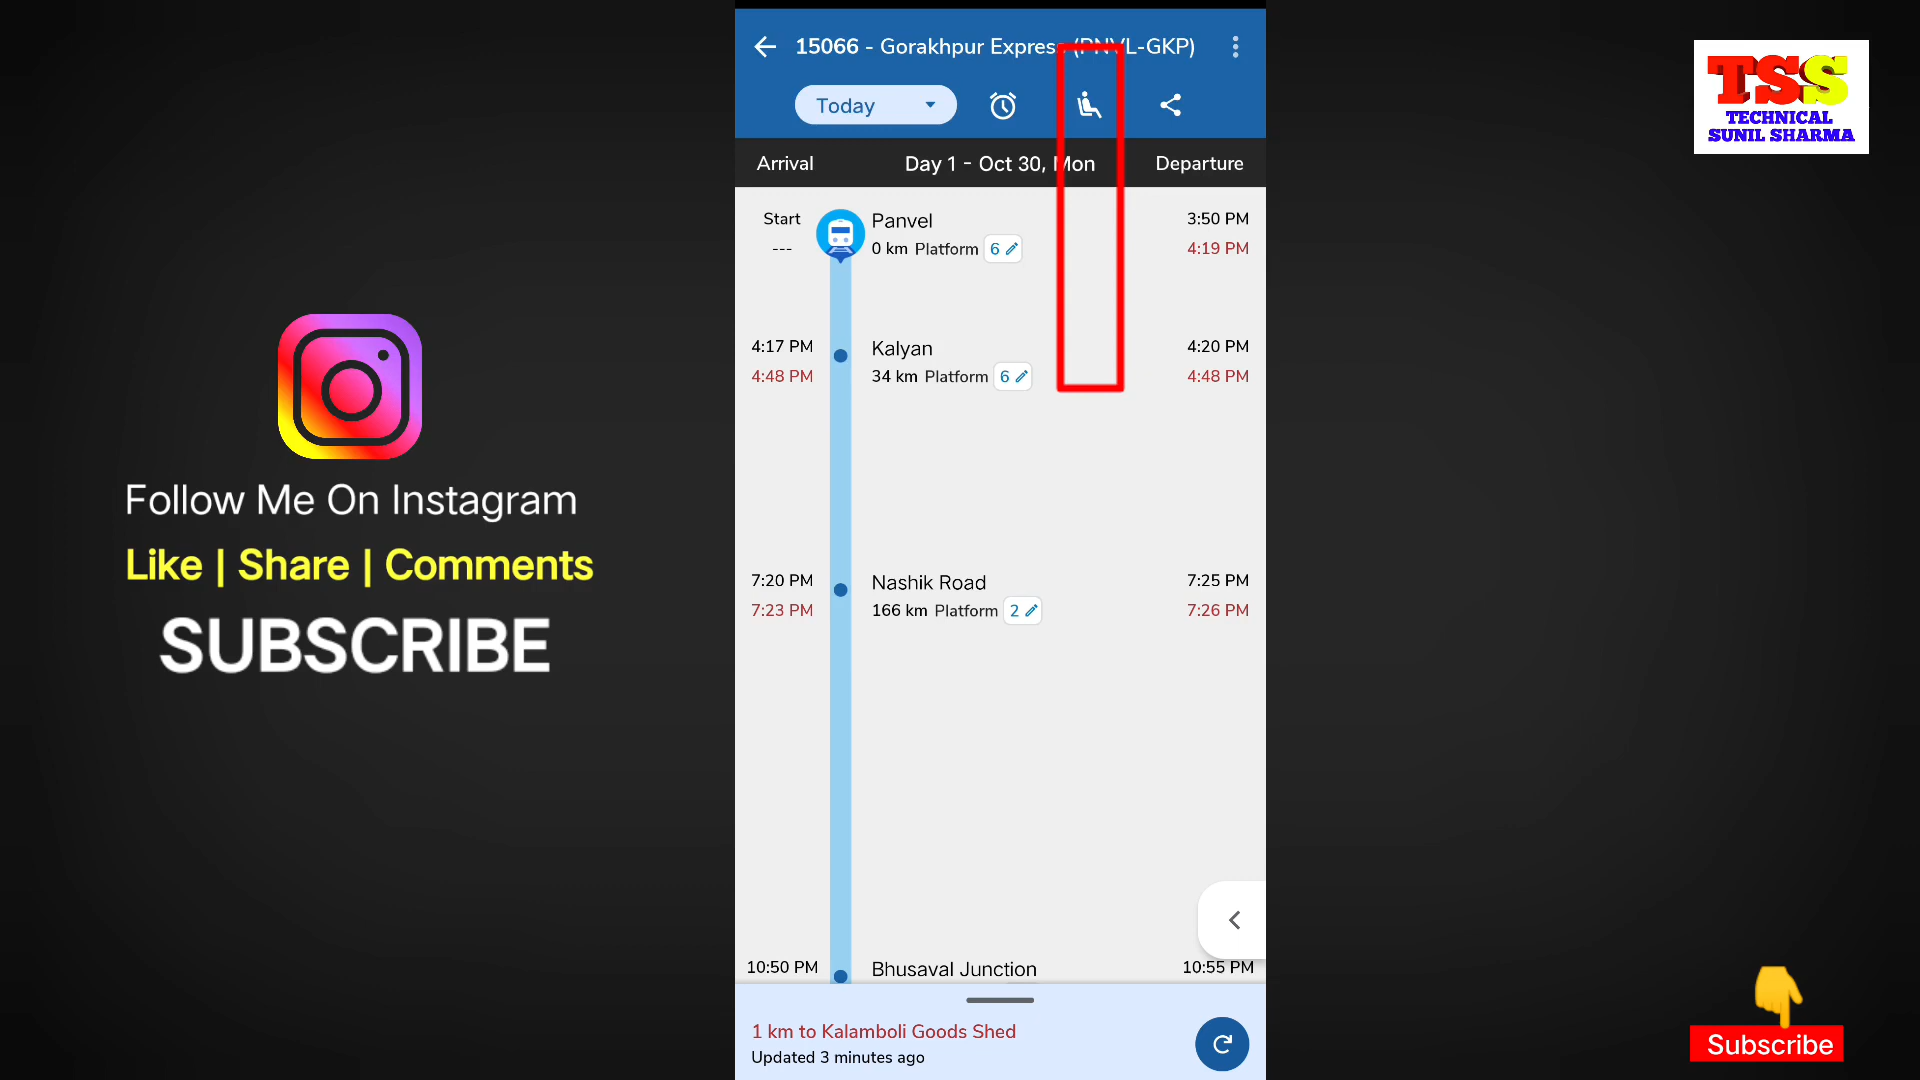 15066 - Gorakhpur Express (PNVL-GKP)
Today
Arrival Day 1 - Oct 30, Mon Departure
Start Panvel 3:50 PM
--- 0 km Platform 6 4:19 PM
4:17 PM Kalyan 4:20 PM
4:48 PM 34 km Platform 6 4:48 PM
7:20 PM Nashik Road 7:25 PM
7:23 PM 166 km Platform 2 7:26 PM
10:50 PM Bhusaval Junction 10:55 PM
1 km to Kalamboli Goods Shed
Updated 3 minutes ago
Follow Me On Instagram
Like | Share | Comments
SUBSCRIBE
TSS
TECHNICAL
SUNIL SHARMA
Subscribe